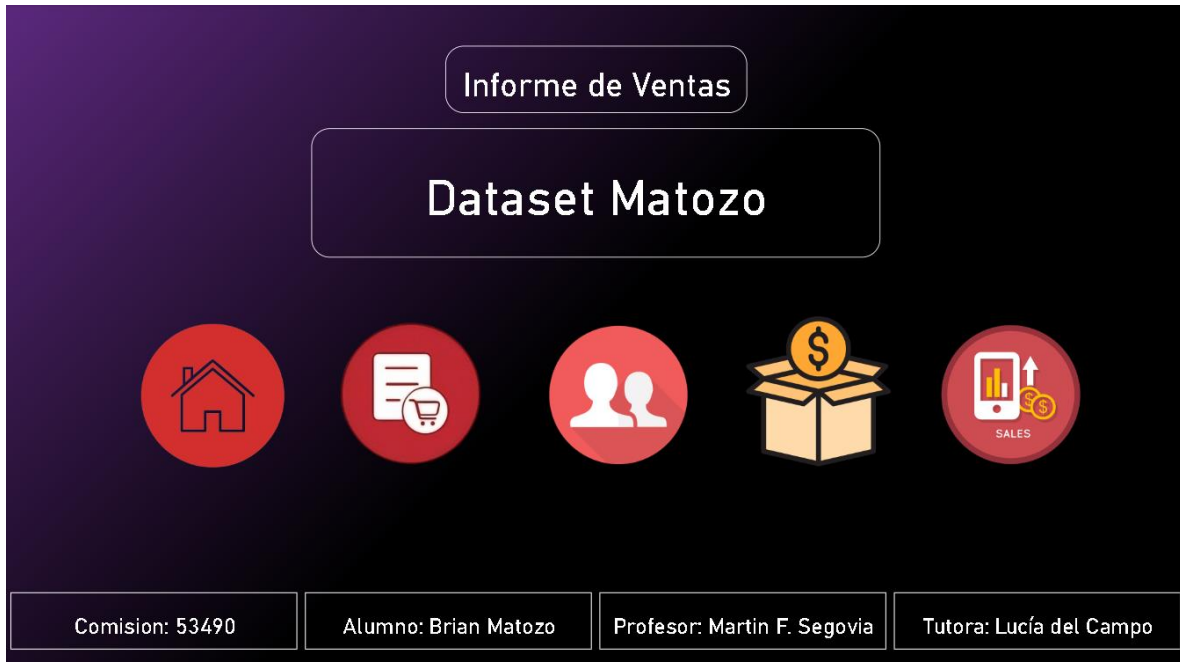 Informe de Ventas
Dataset Matozo
$
$
$
SALES
Comision: 53490
Alumno: Brian Matozo
Profesor: Martin F. Segovia
Tutora: Lucía del Campo